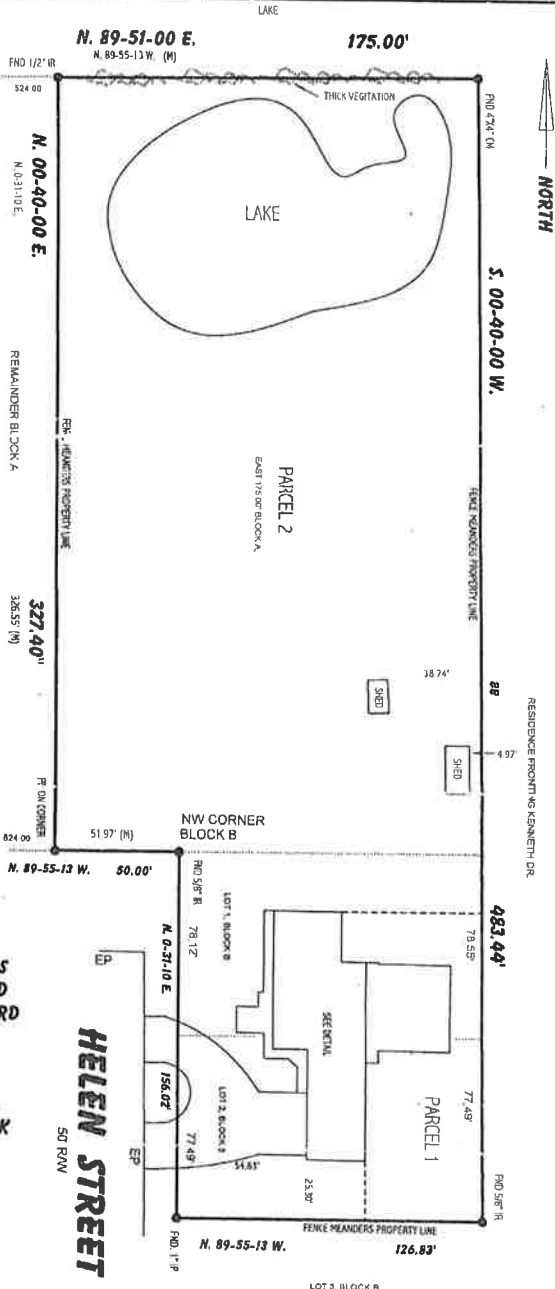 LAKE
N. 89-51-00 E. 175.00'
N. 89-55-13 W. (M)
FND 1/2" IR
524.00
THICK VEGITATION
FND 4"X4" CM
NORTH
N. 00-40-00 E.
N. 0-31-10 E.
LAKE
S. 00-40-00 W.
REMAINDER BLOCK A
MEANDERS PROPERTY LINE
PARCEL 2
EAST 175.00' BLOCK A,
FENCE MEANDERS PROPERTY LINE
327.40"
326.55' (M)
38.74'
SHED
88
4.97'
SHED
RESIDENCE FRONTING KENNETH DR.
CORNER
824.00
51.97' (M)
NW CORNER
BLOCK B
N. 89-55-13 W. 50.00'
FND 5/8" IR
LOT 1, BLOCK B
78.12'
N. 0-31-10 E.
483.44'
78.55'
SEE DETAIL
S
D
RD
EP
HELEN STREET
50' R/W
156.02'
LOT 2, BLOCK B
77.49'
54.63'
25.30'
PARCEL 1
77.49'
FND 5/8" IR
K
EP
FND. 1" IP
N. 89-55-13 W.
FENCE MEANDERS PROPERTY LINE
126.83'
LOT 3, BLOCK B